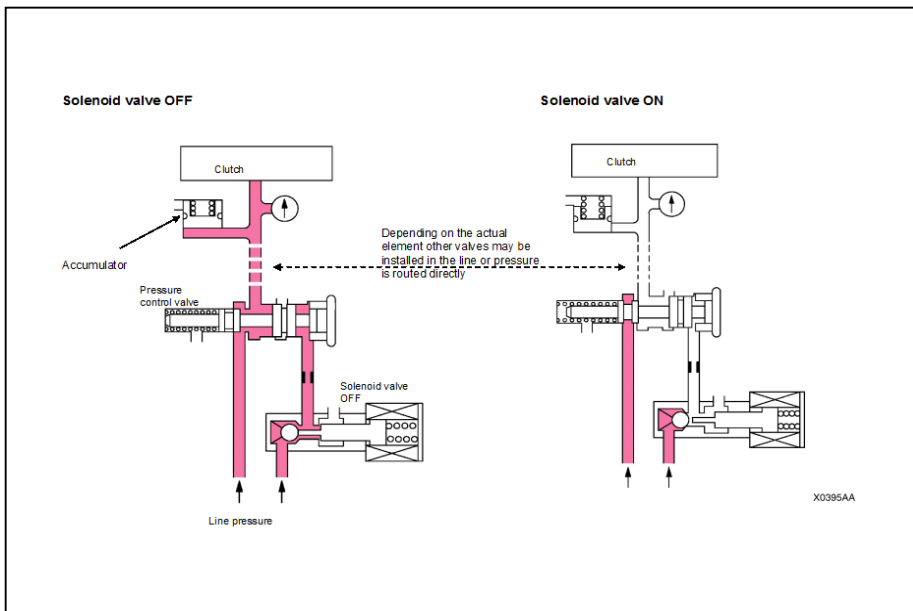 Solenoid valve OFF
Solenoid valve ON
Clutch
Clutch
Accumulator
Depending on the actual
element other valves may be
installed in the line or pressure
is routed directly
Pressure
control valve
Solenoid valve
OFF
Line pressure
X0395AA